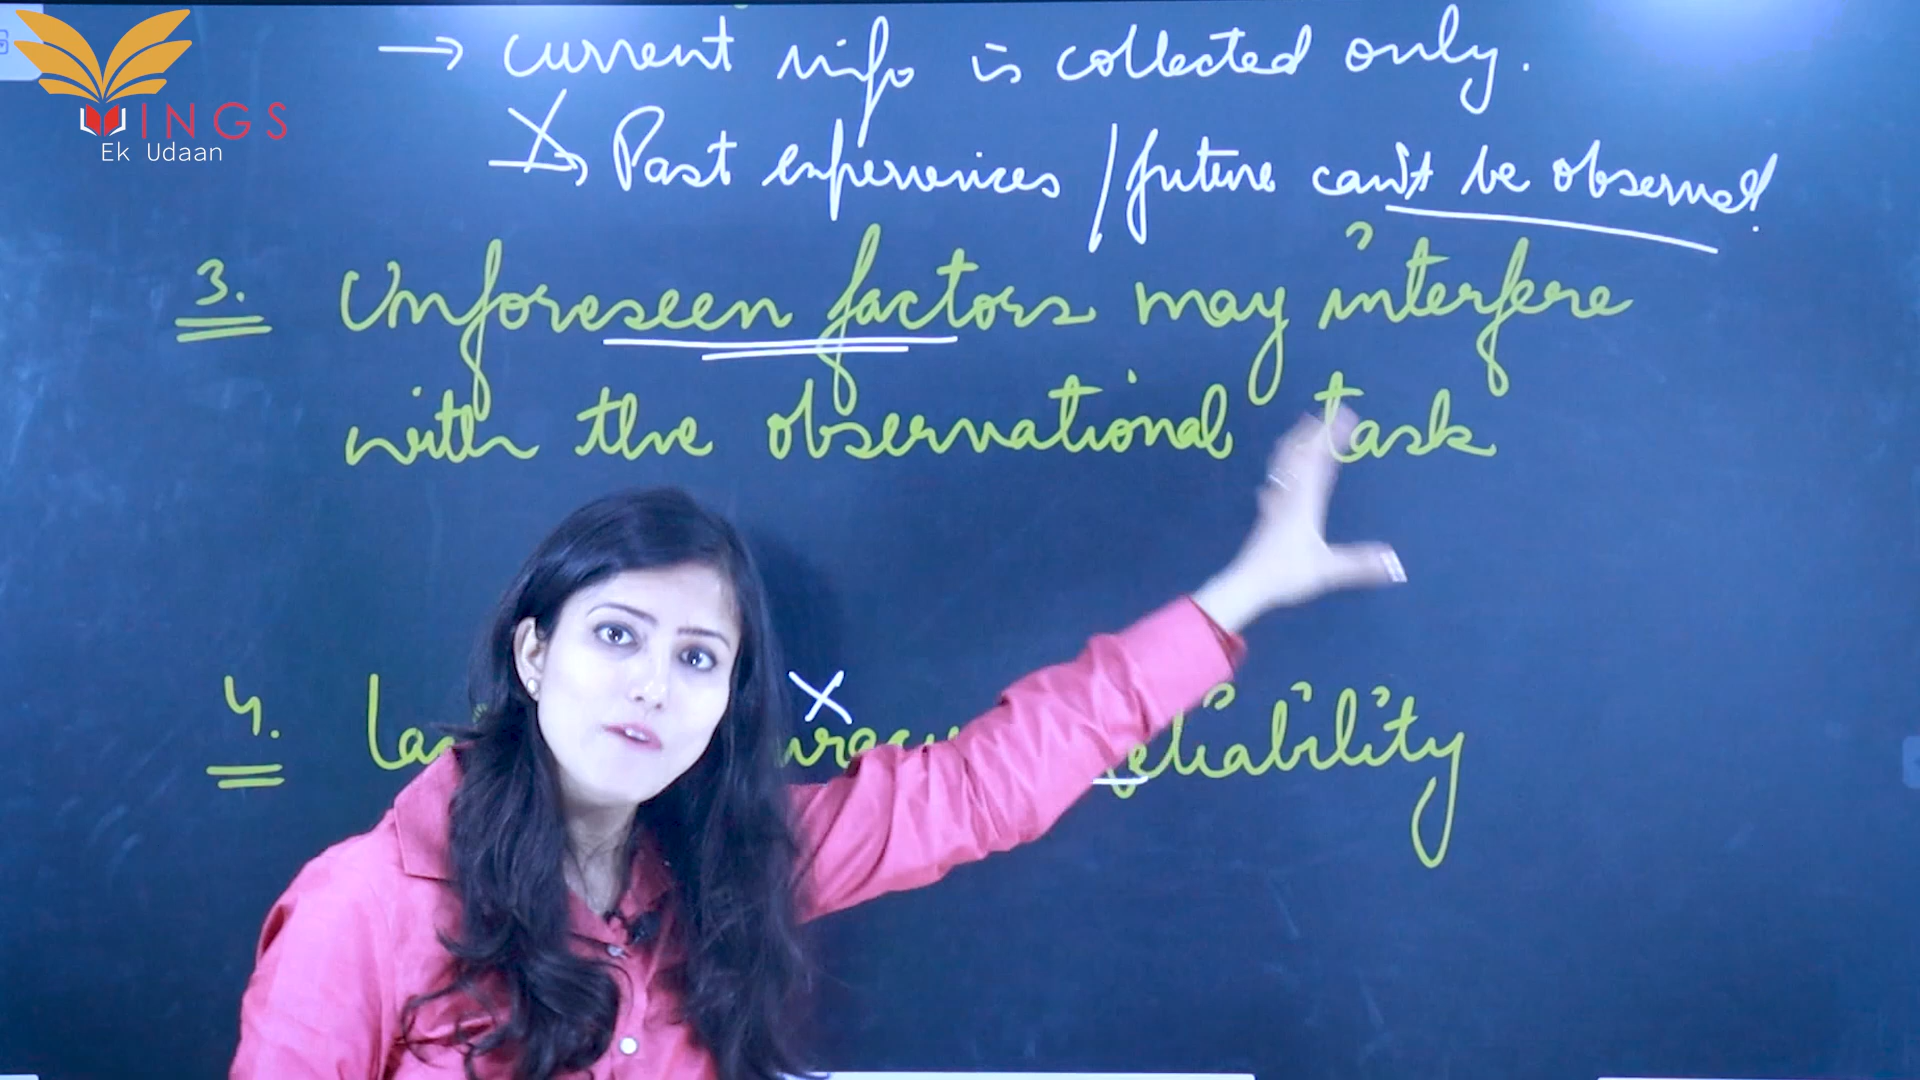 WINGS
Ek Udaan
→ current info is collected only.
→ Past experiences / future can't be observed.
3. Unforeseen factors may interfere
with the observational task
4. reliability